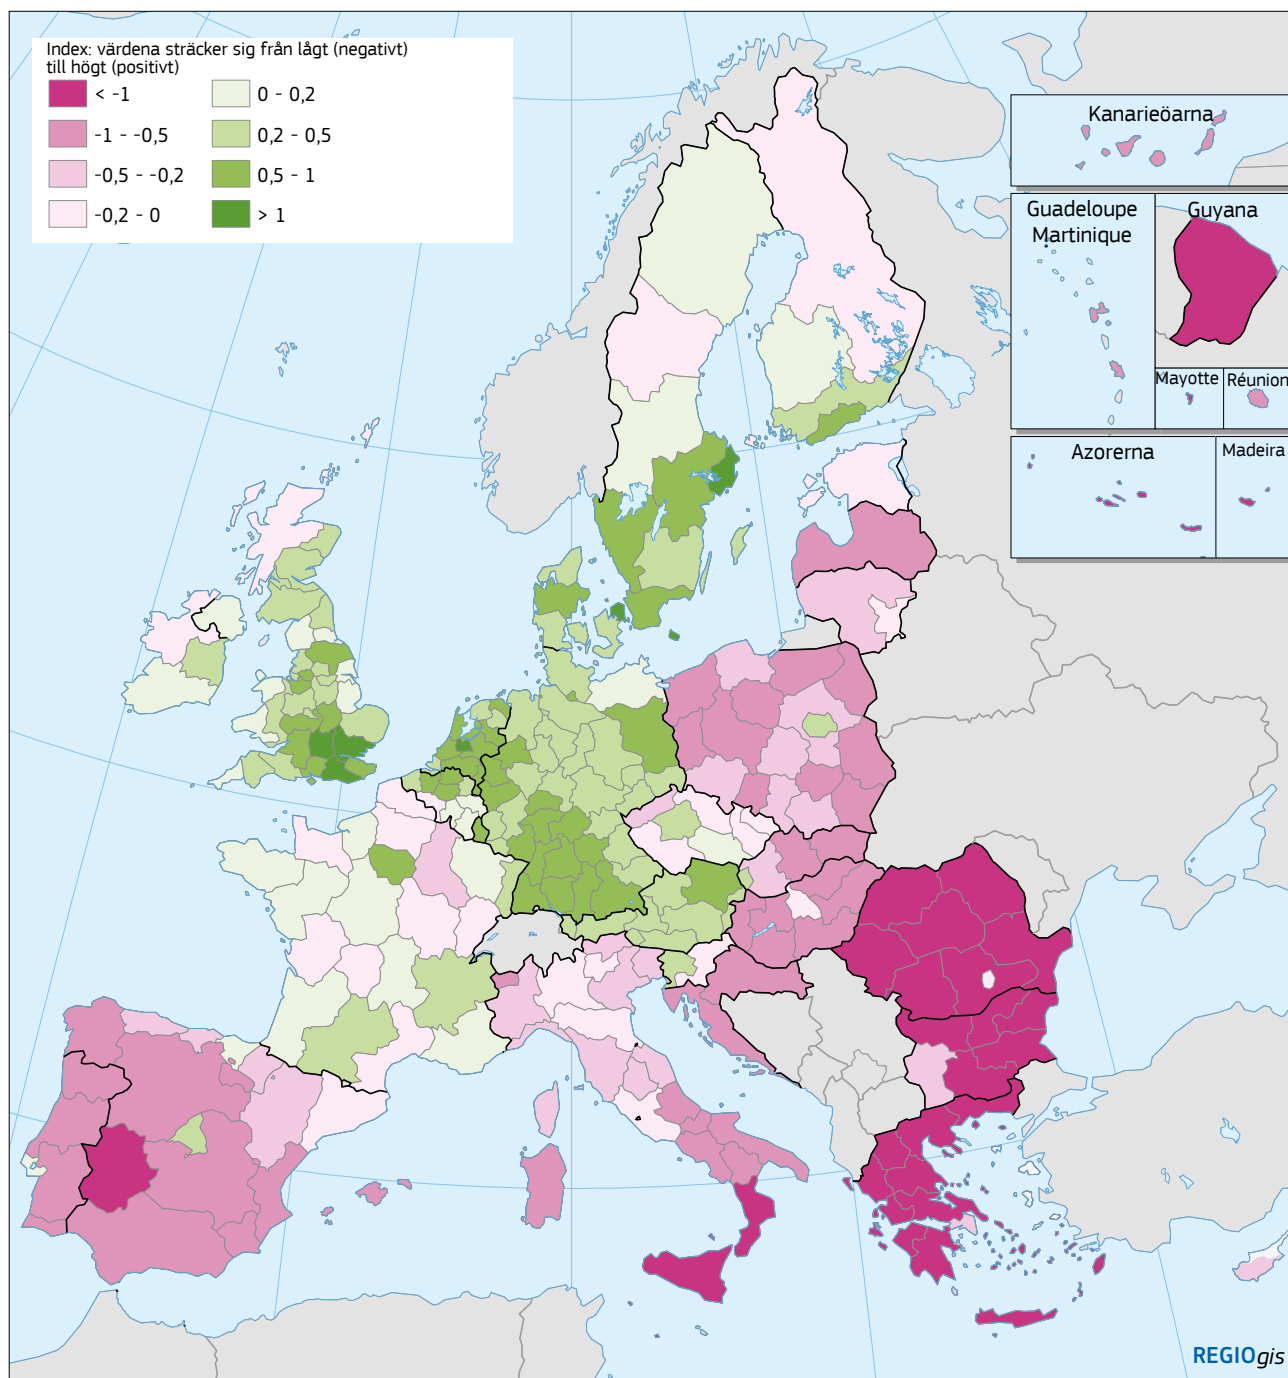 Index: värdena sträcker sig från lågt (negativt)
till högt (positivt)
< -1
-1 - -0,5
-0,5 - -0,2
-0,2 - 0
0 - 0,2
0,2 - 0,5
0,5 - 1
> 1
Kanarieöarna
Guadeloupe
Martinique
Guyana
Mayotte
Réunion
Azorerna
Madeira
REGIOgis